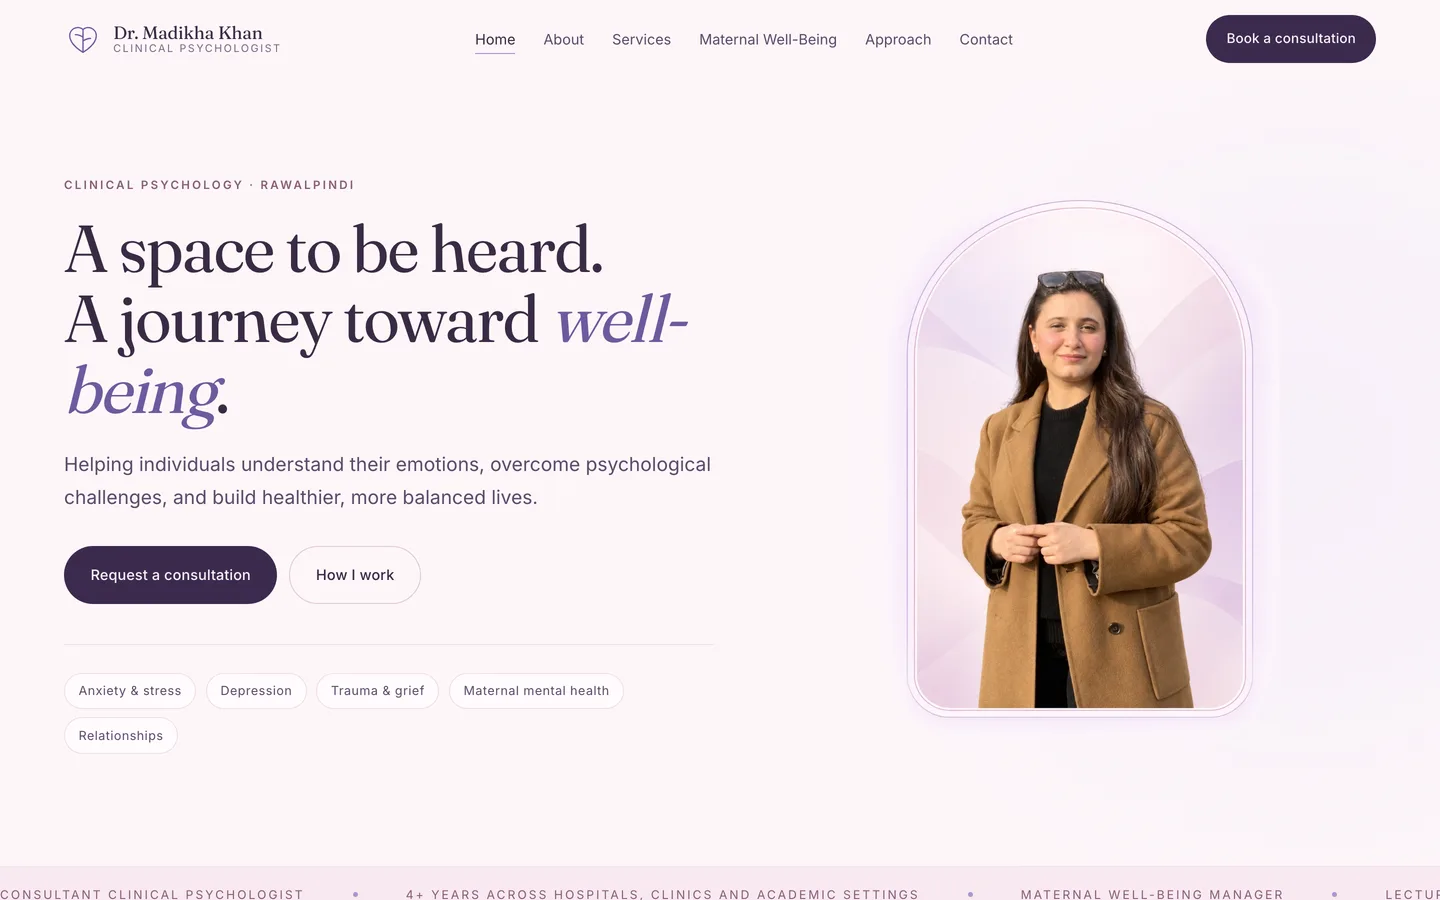 Dr. Madikha Khan
CLINICAL PSYCHOLOGIST
Home
About
Services
Maternal Well-Being
Approach
Contact
Book a consultation
CLINICAL PSYCHOLOGY · RAWALPINDI
A space to be heard.
A journey toward well-
being.
Helping individuals understand their emotions, overcome psychological
challenges, and build healthier, more balanced lives.
Request a consultation
How I work
Anxiety & stress
Depression
Trauma & grief
Maternal mental health
Relationships
CONSULTANT CLINICAL PSYCHOLOGIST • 4+ YEARS ACROSS HOSPITALS, CLINICS AND ACADEMIC SETTINGS • MATERNAL WELL-BEING MANAGER •